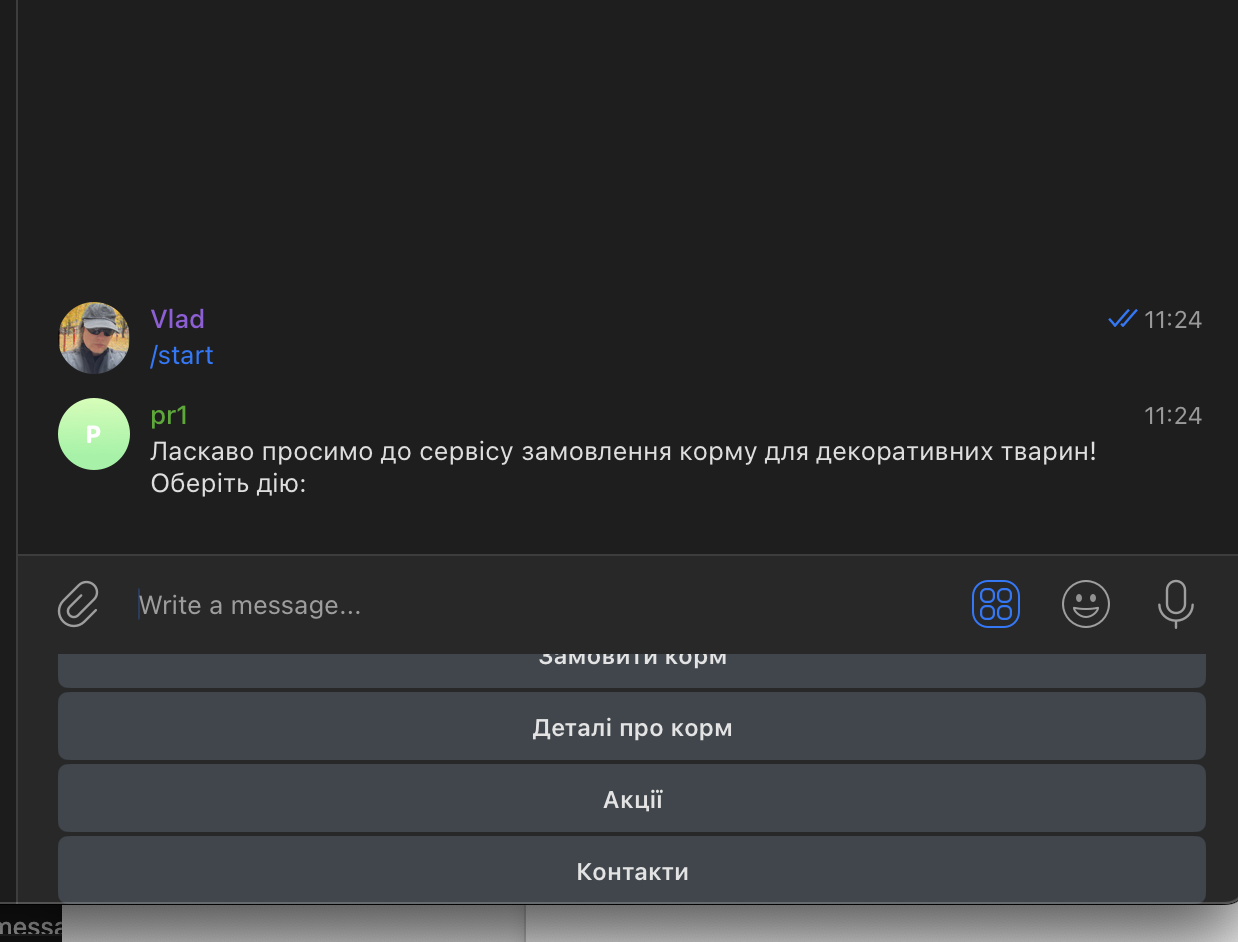 Vlad
11:24
/start
pr1
11:24
P
Ласкаво просимо до сервісу замовлення корму для декоративних тварин!
Оберіть дію:
Write a message...
Замовити корм
Деталі про корм
Акції
Контакти
messa